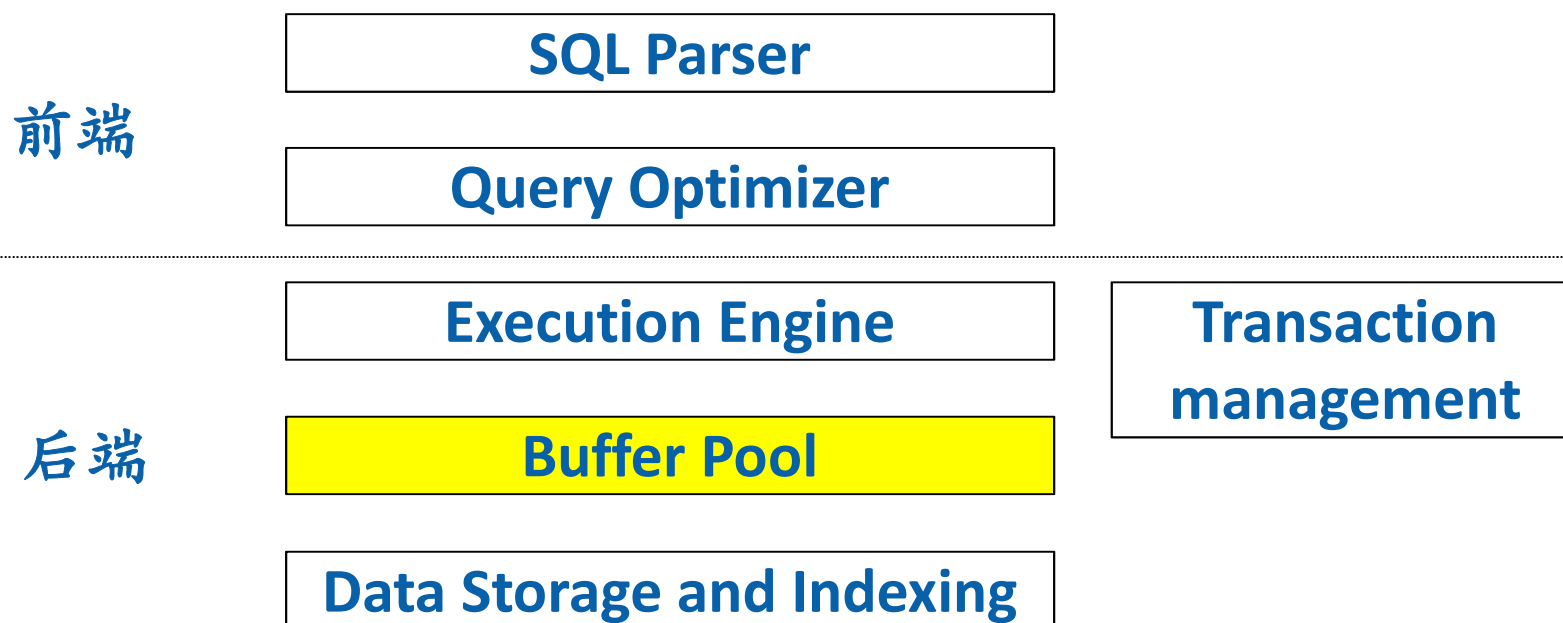 SQL Parser
前端
Query Optimizer
Execution Engine
Transaction
management
后端
Buffer Pool
Data Storage and Indexing